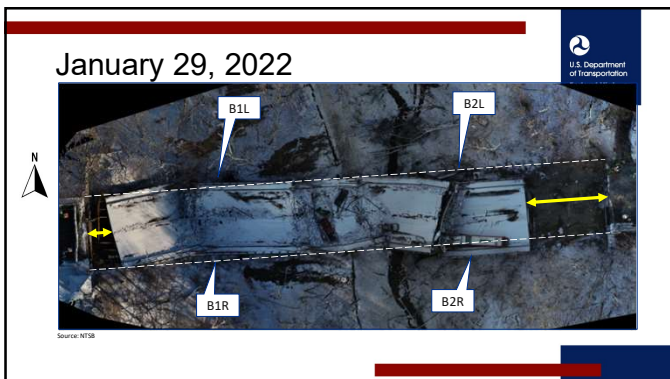 January 29, 2022
U.S. Department
of Transportation
B1L
B2L
N
B1R
B2R
Source: NTSB